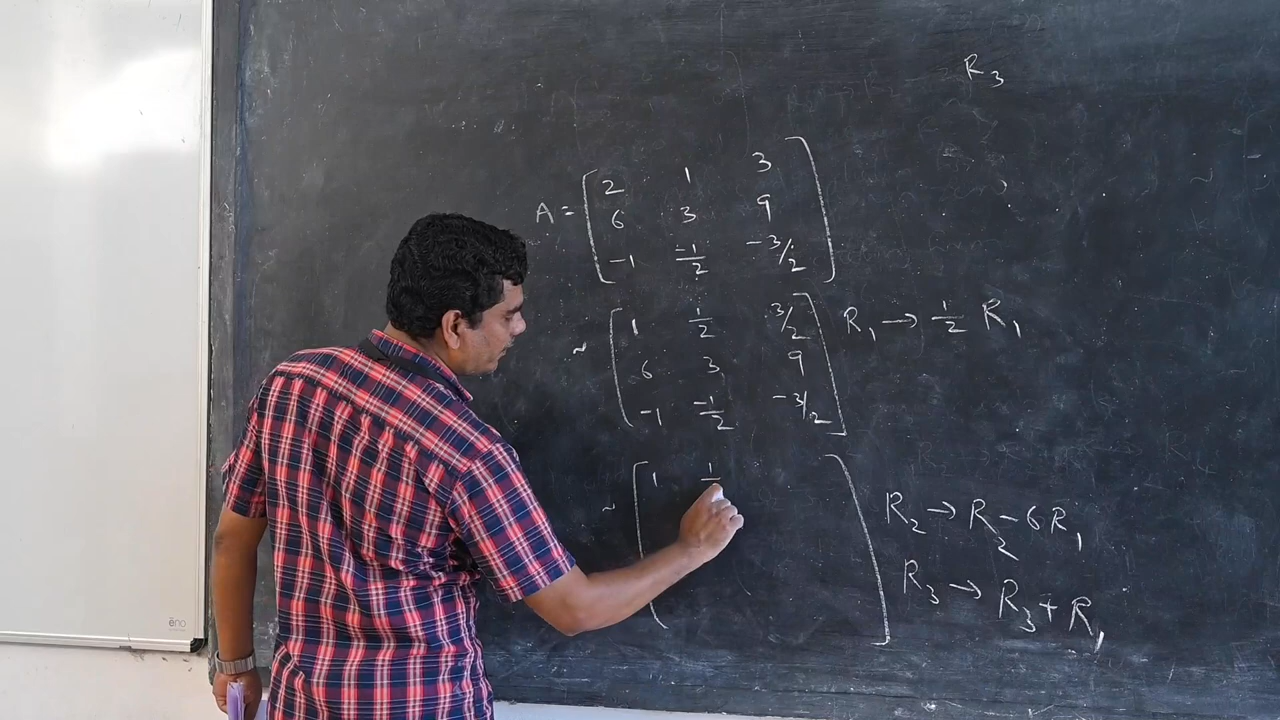 R₃
A = [ 2 1 3
6 3 9
-1 -1/2 -3/2 ]
~ [ 1 1/2 3/2 R₁ → 1/2 R₁
6 3 9
-1 -1/2 -3/2 ]
~ [ 1 1/ ] R₂ → R₂ - 6R₁
R₃ → R₃ + R₁
ēno